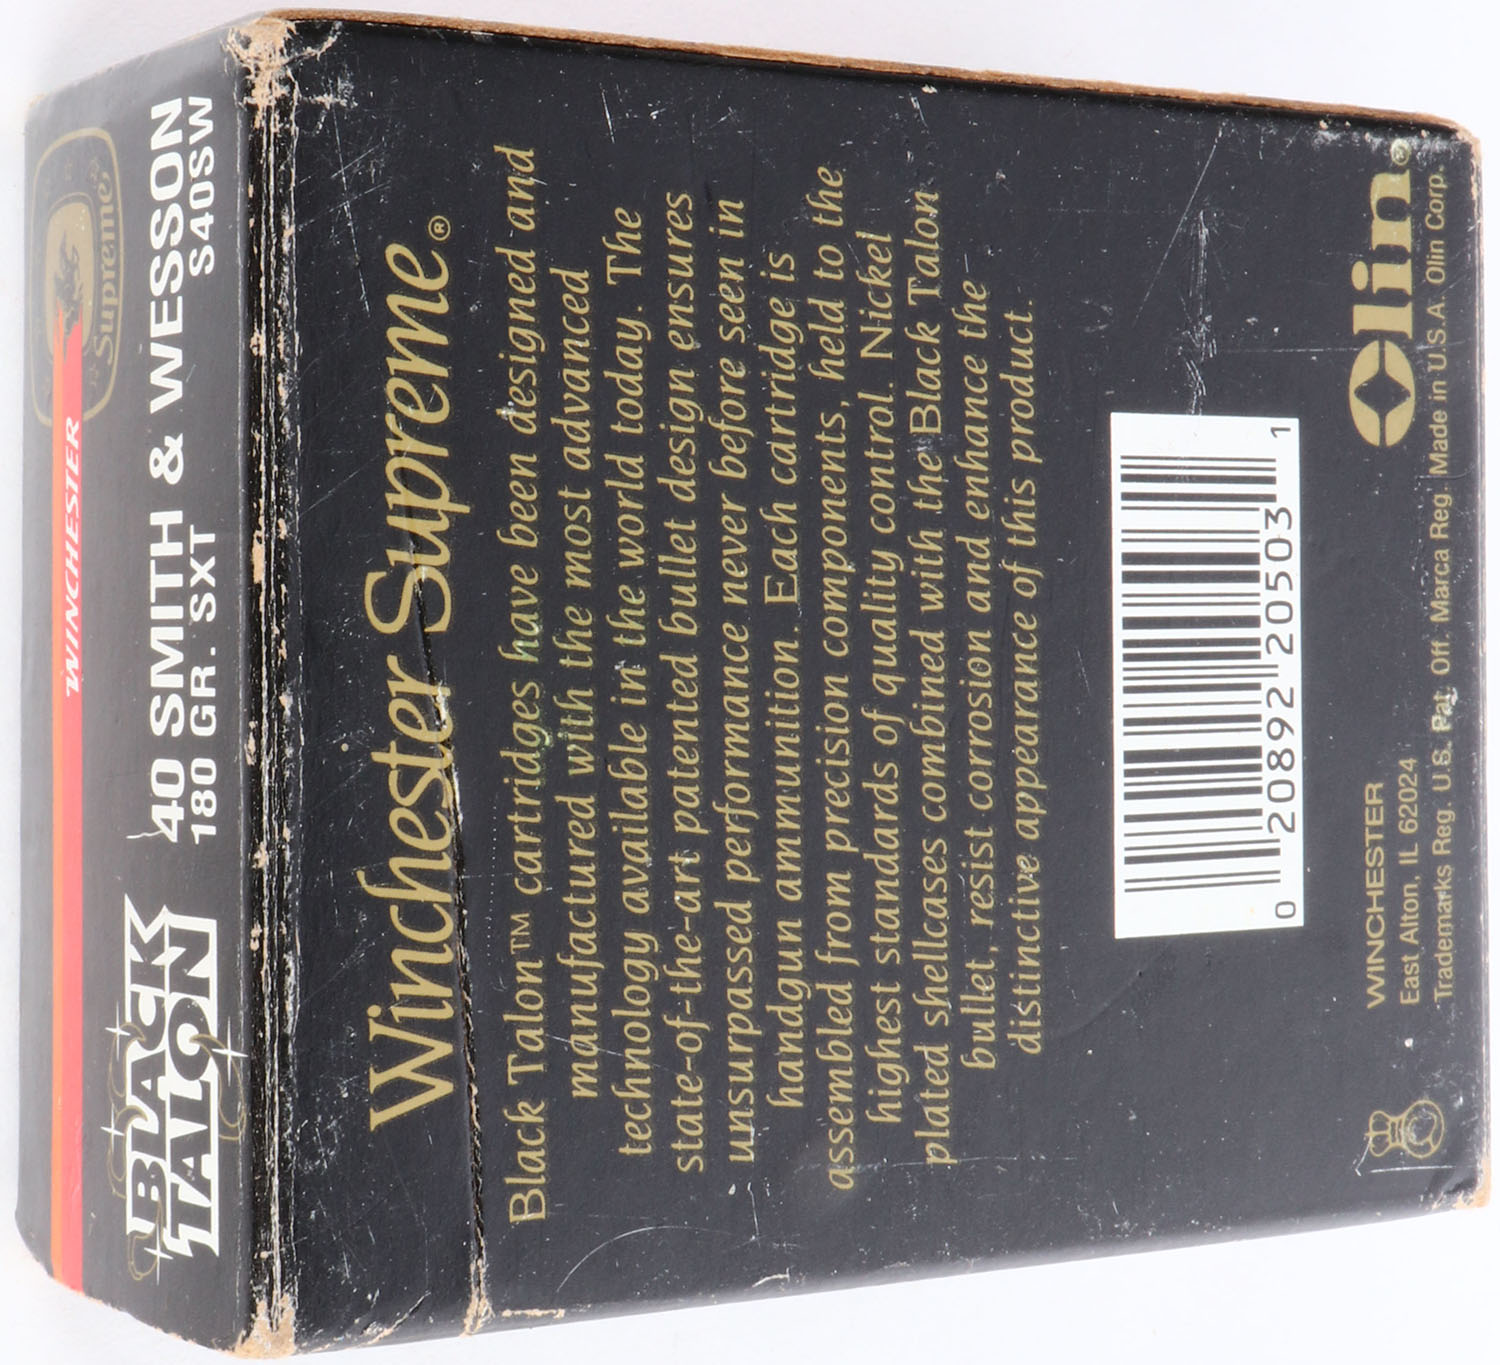 Supreme
WINCHESTER
BLACK
TALON
40 SMITH & WESSON
180 GR. SXT S40SW
Winchester Supreme®
Black Talon™ cartridges have been designed and
manufactured with the most advanced
technology available in the world today. The
state-of-the-art patented bullet design ensures
unsurpassed performance never before seen in
handgun ammunition. Each cartridge is
assembled from precision components, held to the
highest standards of quality control. Nickel
plated shellcases combined with the Black Talon
bullet, resist corrosion and enhance the
distinctive appearance of this product.
0 20892 20503 1
Olin®
WINCHESTER
East Alton, IL 62024
Trademarks Reg. U.S. Pat. Off. Marca Reg. Made in U.S.A. Olin Corp.